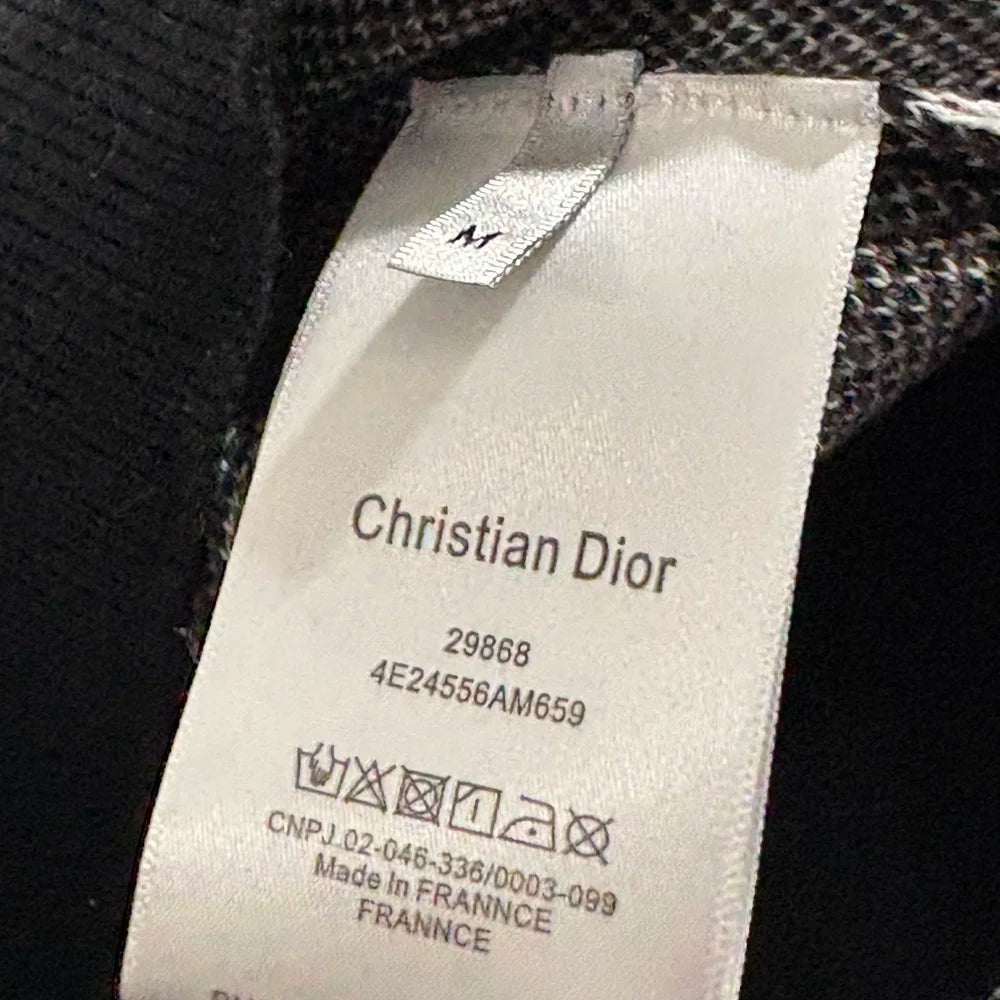 M
Christian Dior
29868
4E24556AM659
CNPJ.02-046-336/0003-099
Made In FRANNCE
FRANNCE